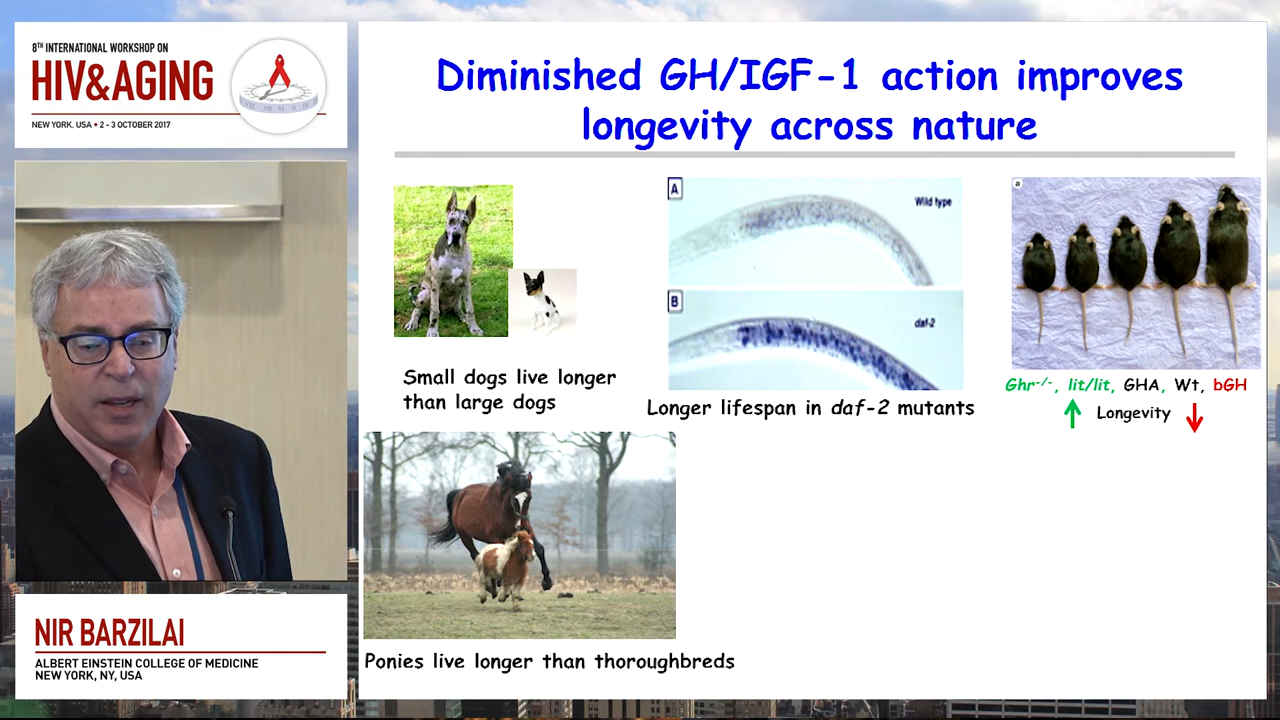 8TH INTERNATIONAL WORKSHOP ON
HIV&AGING
NEW YORK, USA • 2 - 3 OCTOBER 2017
Diminished GH/IGF-1 action improves
longevity across nature
A
Wild type
B
daf-2
a
Small dogs live longer
than large dogs
Longer lifespan in daf-2 mutants
Ghr-/-, lit/lit, GHA, Wt, bGH
↑ Longevity ↓
Ponies live longer than thoroughbreds
NIR BARZILAI
ALBERT EINSTEIN COLLEGE OF MEDICINE
NEW YORK, NY, USA